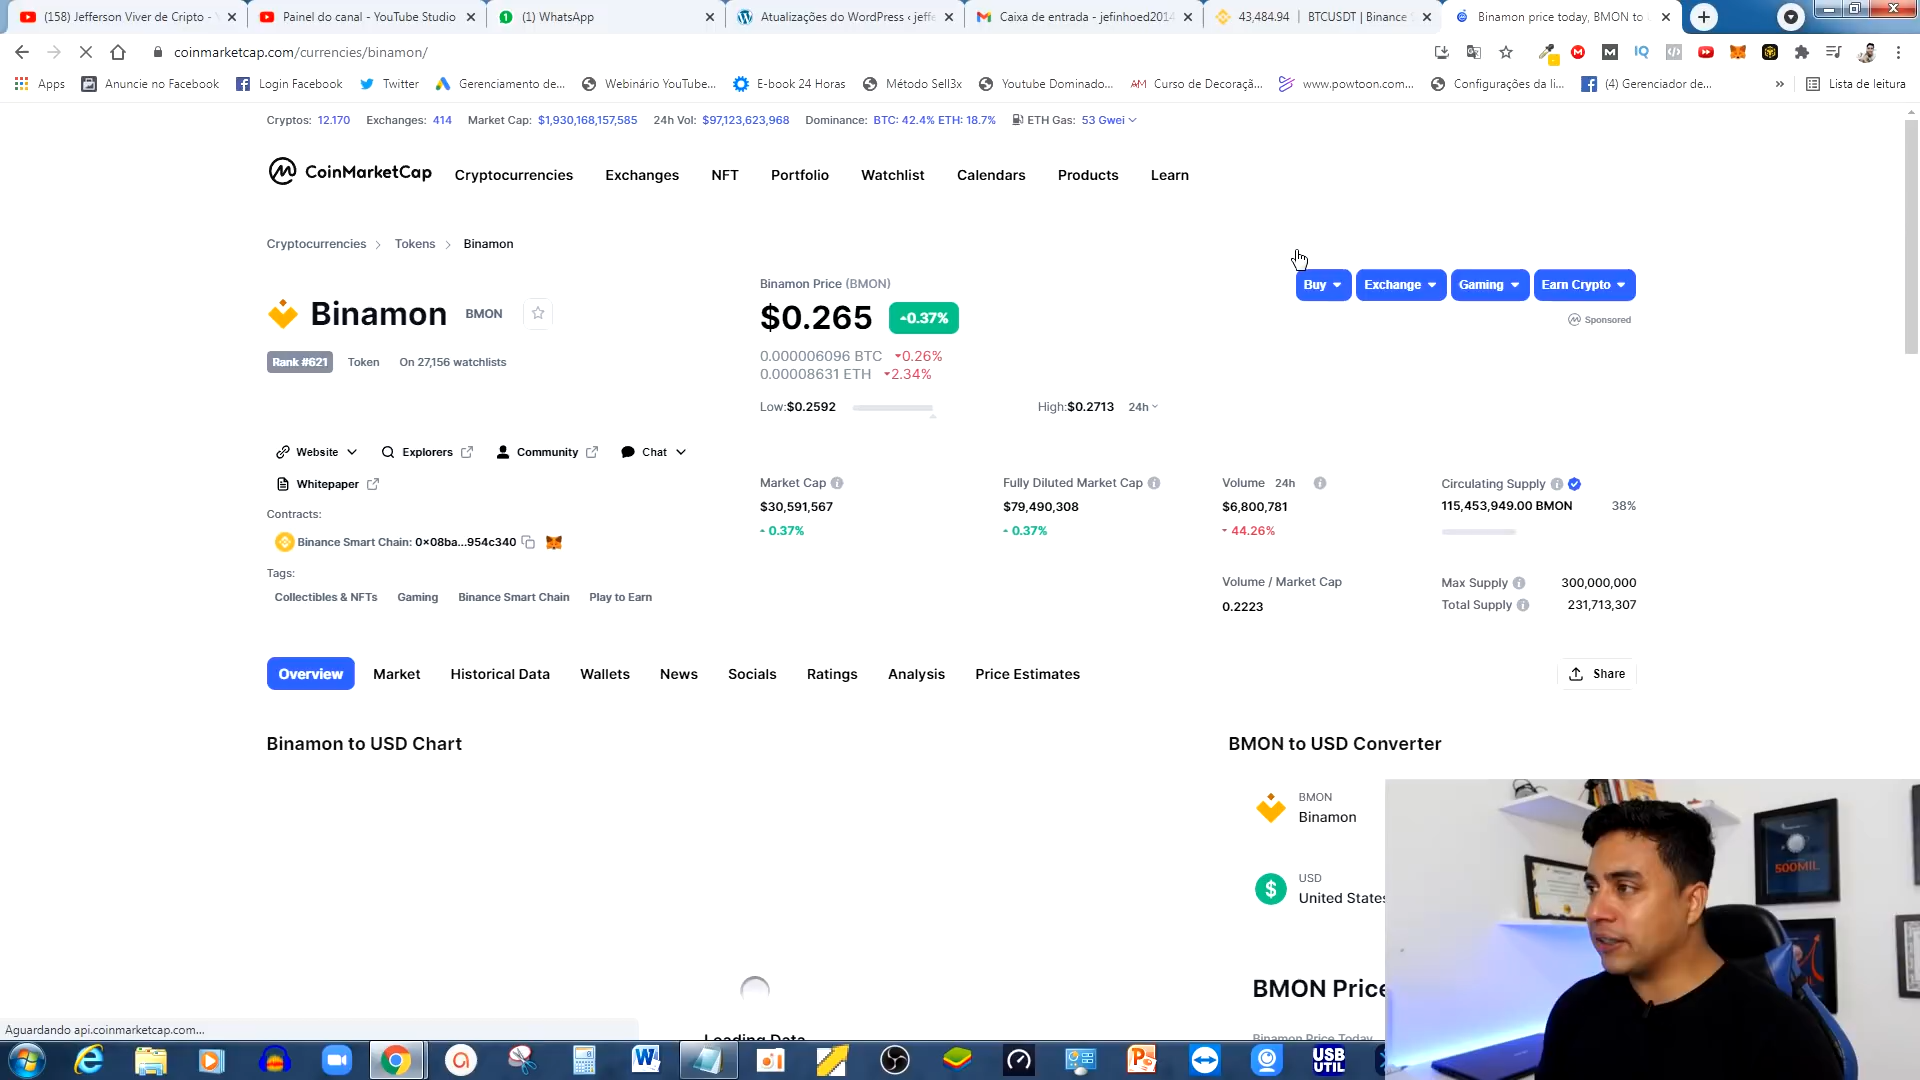 (158) Jefferson Viver de Cripto - Painel do canal - YouTube Studio (1) WhatsApp Atualizações do WordPress ‹ jeffe Caixa de entrada - jefinhoed2014 43,484.94 | BTCUSDT | Binance Binamon price today, BMON to
coinmarketcap.com/currencies/binamon/
Apps Anuncie no Facebook Login Facebook Twitter Gerenciamento de... Webinário YouTube... E-book 24 Horas Método Sell3x Youtube Dominado... AM Curso de Decoraçã... www.powtoon.com... Configurações da li... (4) Gerenciador de... » Lista de leitura
Cryptos: 12.170 Exchanges: 414 Market Cap: $1,930,168,157,585 24h Vol: $97,123,623,968 Dominance: BTC: 42.4% ETH: 18.7% ETH Gas: 53 Gwei
CoinMarketCap Cryptocurrencies Exchanges NFT Portfolio Watchlist Calendars Products Learn
Cryptocurrencies Tokens Binamon
Binamon BMON
Rank #621 Token On 27,156 watchlists
Binamon Price (BMON)
$0.265 0.37%
0.000006096 BTC 0.26%
0.00008631 ETH 2.34%
Low:$0.2592 High:$0.2713 24h
Buy Exchange Gaming Earn Crypto
Sponsored
Website Explorers Community Chat
Whitepaper
Contracts:
Binance Smart Chain: 0x08ba...954c340
Tags:
Collectibles & NFTs Gaming Binance Smart Chain Play to Earn
Market Cap
$30,591,567
0.37%
Fully Diluted Market Cap
$79,490,308
0.37%
Volume 24h
$6,800,781
44.26%
Volume / Market Cap
0.2223
Circulating Supply
115,453,949.00 BMON 38%
Max Supply 300,000,000
Total Supply 231,713,307
Overview Market Historical Data Wallets News Socials Ratings Analysis Price Estimates Share
Binamon to USD Chart
BMON to USD Converter
BMON
Binamon
USD
United States
BMON Price
Binamon Price Today
Loading Data
Aguardando api.coinmarketcap.com...
500MIL
USB
UTIL